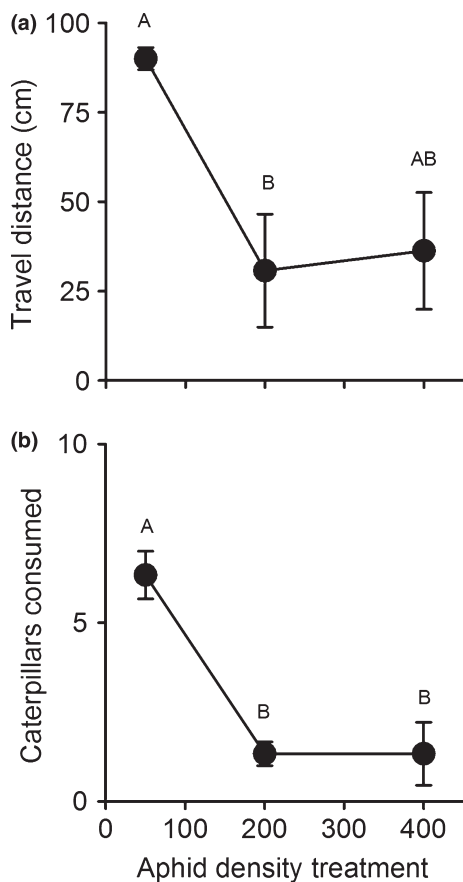 (a)
100
A
75
Travel distance (cm)
50
B
AB
25
0
(b)
10
A
Caterpillars consumed
5
B
B
0
0 100 200 300 400
Aphid density treatment